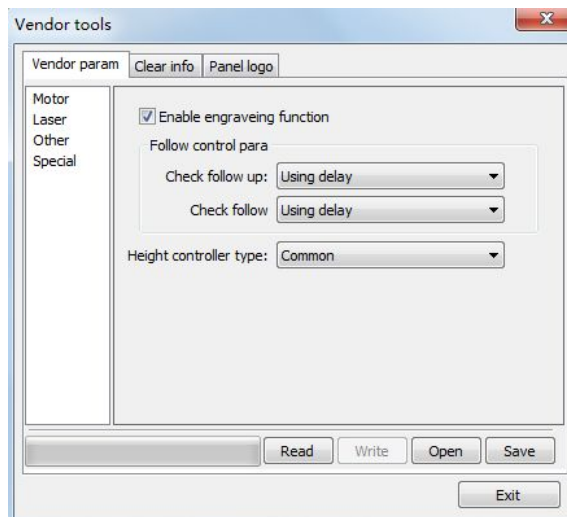 Vendor tools
Vendor param Clear info Panel logo
Motor
Laser
Other
Special
Enable engraveing function
Follow control para
Check follow up: Using delay
Check follow Using delay
Height controller type: Common
Read Write Open Save
Exit